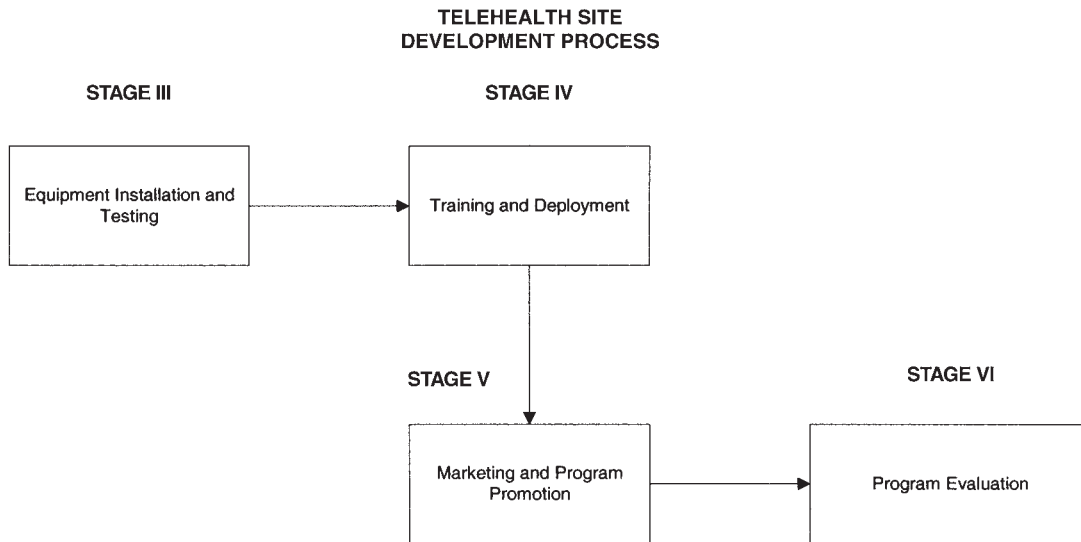 TELEHEALTH SITE
DEVELOPMENT PROCESS
STAGE III
STAGE IV
Equipment Installation and
Testing
Training and Deployment
STAGE V
STAGE VI
Marketing and Program
Promotion
Program Evaluation